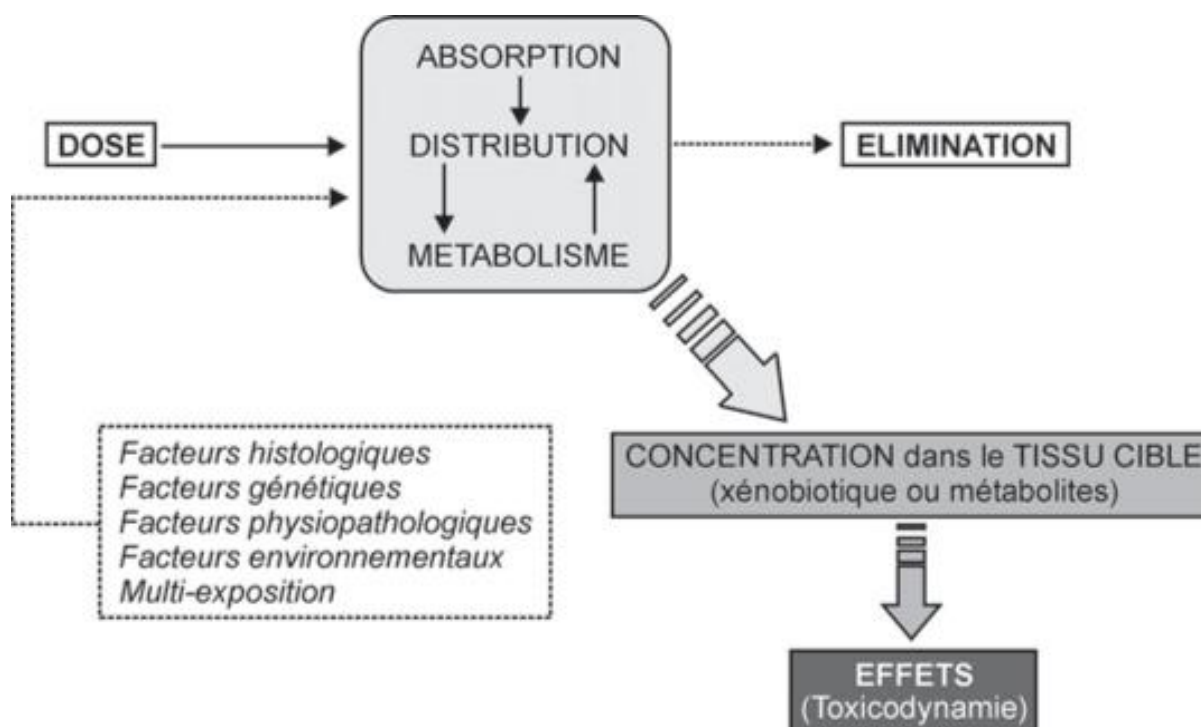 ABSORPTION
DOSE
DISTRIBUTION
ELIMINATION
METABOLISME
Facteurs histologiques
Facteurs génétiques
Facteurs physiopathologiques
Facteurs environnementaux
Multi-exposition
CONCENTRATION dans le TISSU CIBLE
(xénobiotique ou métabolites)
EFFETS
(Toxicodynamie)